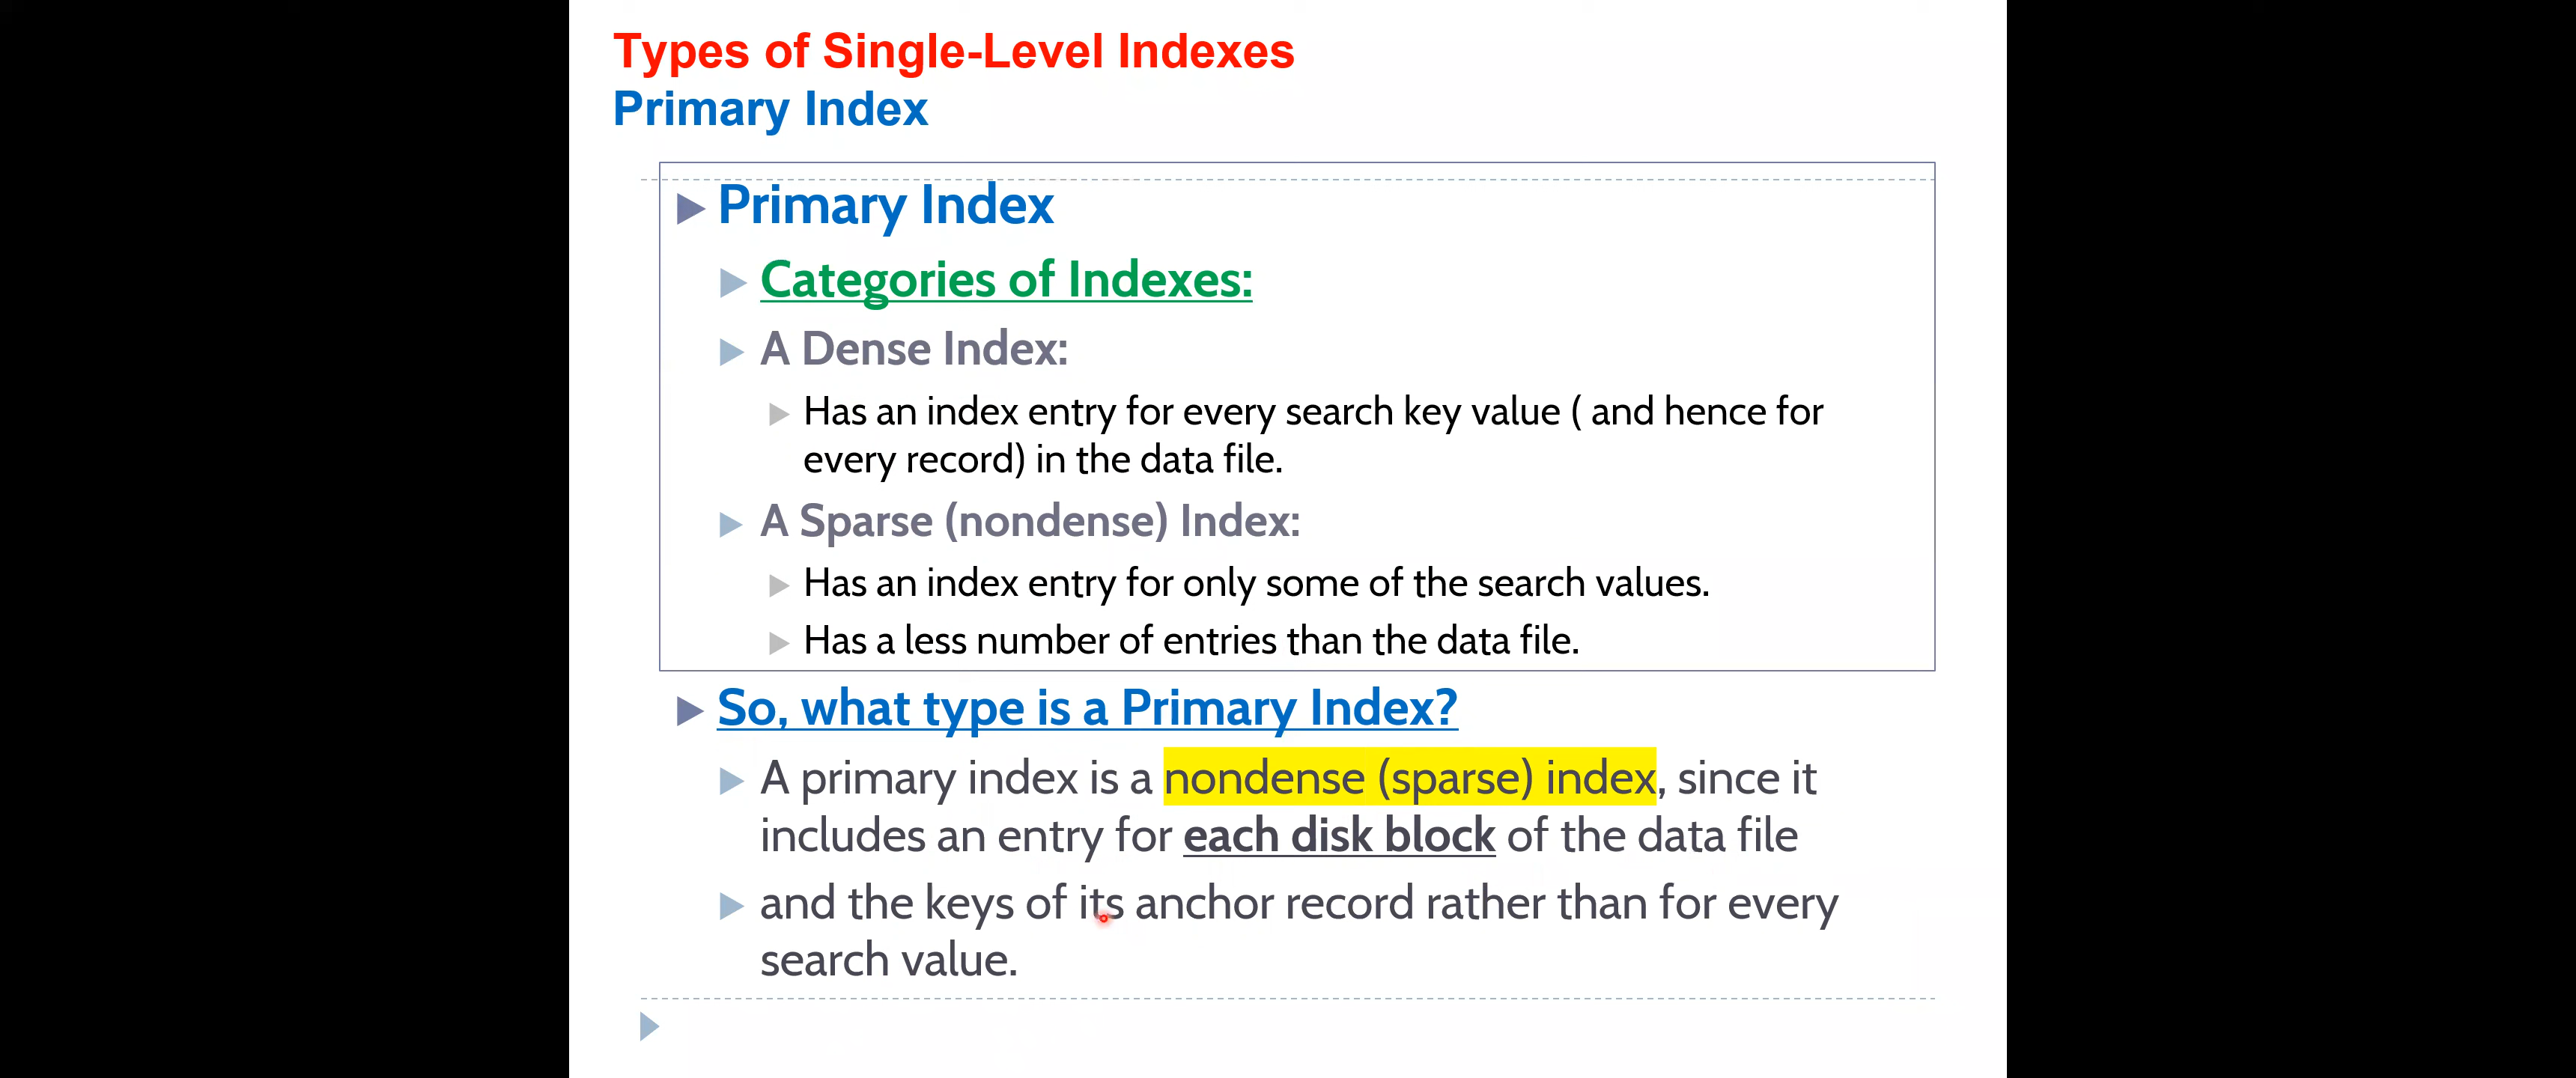 Types of Single-Level Indexes
Primary Index
Primary Index
Categories of Indexes:
A Dense Index:
Has an index entry for every search key value ( and hence for
every record) in the data file.
A Sparse (nondense) Index:
Has an index entry for only some of the search values.
Has a less number of entries than the data file.
So, what type is a Primary Index?
A primary index is a nondense (sparse) index, since it
includes an entry for each disk block of the data file
and the keys of its anchor record rather than for every
search value.